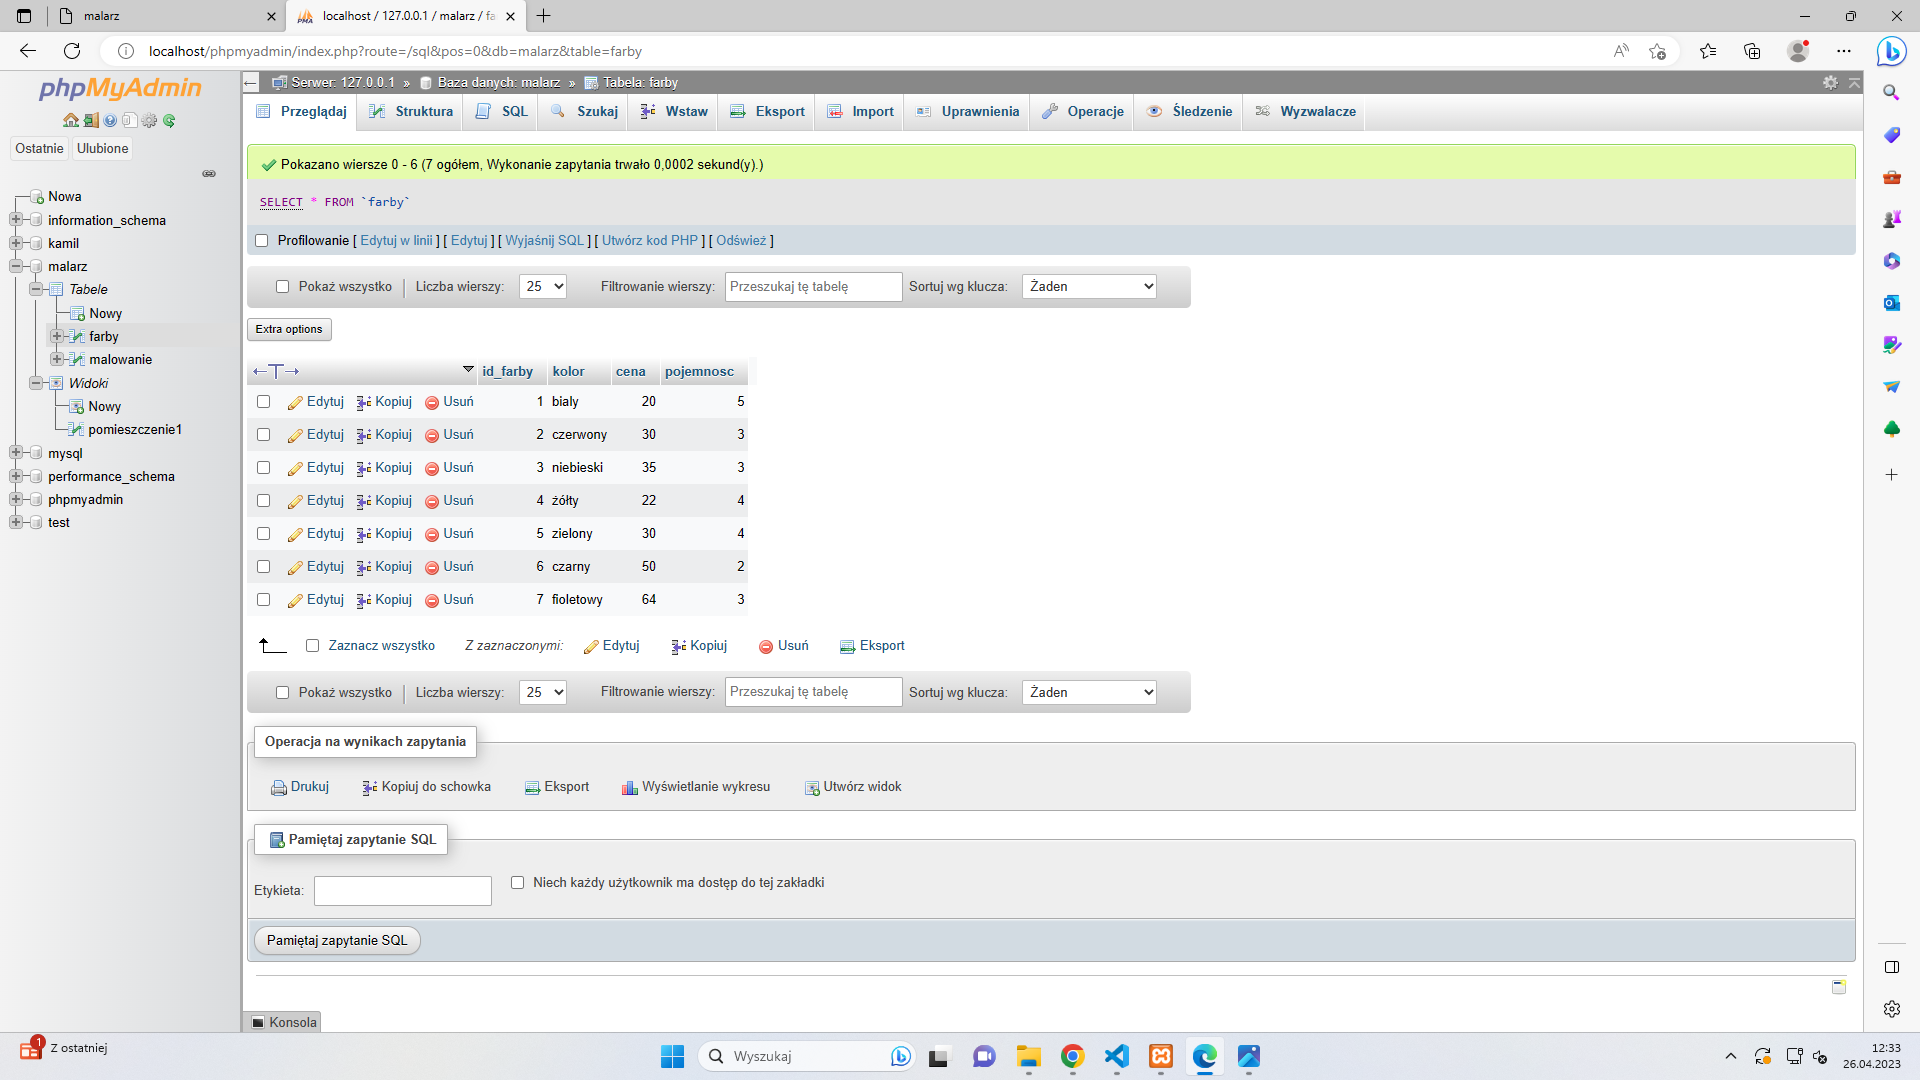 malarz
localhost / 127.0.0.1 / malarz / fa
localhost/phpmyadmin/index.php?route=/sql&pos=0&db=malarz&table=farby
phpMyAdmin
Ostatnie Ulubione
Nowa
information_schema
kamil
malarz
Tabele
Nowy
farby
malowanie
Widoki
Nowy
pomieszczenie1
mysql
performance_schema
phpmyadmin
test
Serwer: 127.0.0.1 » Baza danych: malarz » Tabela: farby
Przeglądaj Struktura SQL Szukaj Wstaw Eksport Import Uprawnienia Operacje Śledzenie Wyzwalacze
Pokazano wiersze 0 - 6 (7 ogółem, Wykonanie zapytania trwało 0,0002 sekund(y).)
SELECT * FROM `farby`
Profilowanie [ Edytuj w linii ] [ Edytuj ] [ Wyjaśnij SQL ] [ Utwórz kod PHP ] [ Odśwież ]
Pokaż wszystko Liczba wierszy: 25 Filtrowanie wierszy: Przeszukaj tę tabelę Sortuj wg klucza: Żaden
Extra options
←T→ id_farby kolor cena pojemnosc
Edytuj Kopiuj Usuń 1 bialy 20 5
Edytuj Kopiuj Usuń 2 czerwony 30 3
Edytuj Kopiuj Usuń 3 niebieski 35 3
Edytuj Kopiuj Usuń 4 żółty 22 4
Edytuj Kopiuj Usuń 5 zielony 30 4
Edytuj Kopiuj Usuń 6 czarny 50 2
Edytuj Kopiuj Usuń 7 fioletowy 64 3
Zaznacz wszystko Z zaznaczonymi: Edytuj Kopiuj Usuń Eksport
Pokaż wszystko Liczba wierszy: 25 Filtrowanie wierszy: Przeszukaj tę tabelę Sortuj wg klucza: Żaden
Operacja na wynikach zapytania
Drukuj Kopiuj do schowka Eksport Wyświetlanie wykresu Utwórz widok
Pamiętaj zapytanie SQL
Etykieta: Niech każdy użytkownik ma dostęp do tej zakładki
Pamiętaj zapytanie SQL
Konsola
1 Z ostatniej
Wyszukaj
12:33
26.04.2023